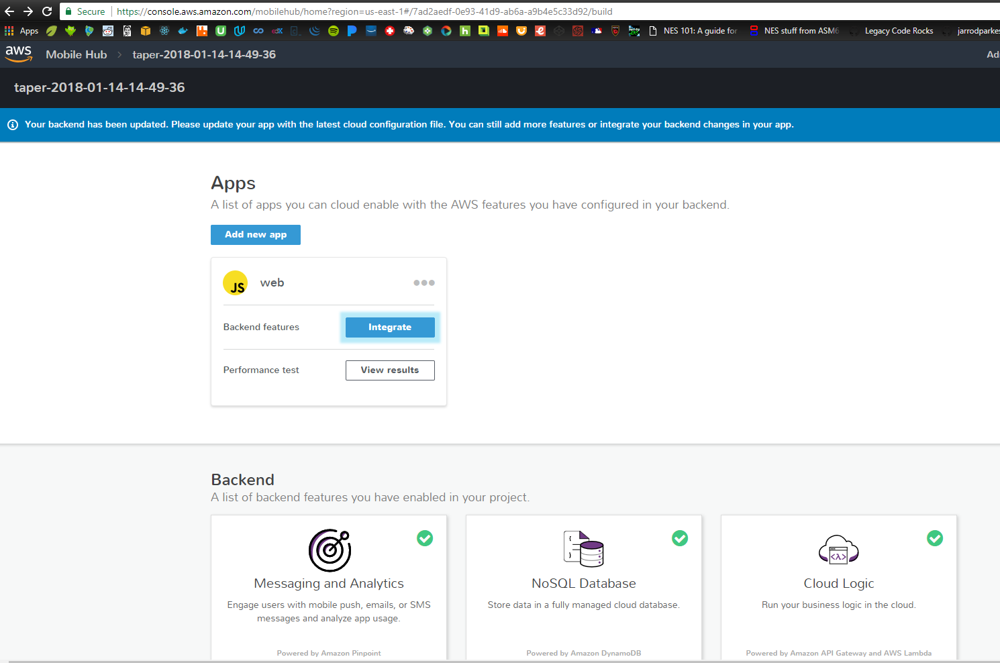 Secure https://console.aws.amazon.com/mobilehub/home?region=us-east-1#/7ad2aedf-0e93-41d9-ab6a-a9b4e5c33d92/build
Apps NES 101: A guide for NES stuff from ASM6 Legacy Code Rocks jarrodparkes
aws Mobile Hub taper-2018-01-14-14-49-36 Ad
taper-2018-01-14-14-49-36
Your backend has been updated. Please update your app with the latest cloud configuration file. You can still add more features or integrate your backend changes in your app.
Apps
A list of apps you can cloud enable with the AWS features you have configured in your backend.
Add new app
JS web
Backend features Integrate
Performance test View results
Backend
A list of backend features you have enabled in your project.
Messaging and Analytics
Engage users with mobile push, emails, or SMS
messages and analyze app usage.
Powered by Amazon Pinpoint
NoSQL Database
Store data in a fully managed cloud database.
Powered by Amazon DynamoDB
Cloud Logic
Run your business logic in the cloud.
Powered by Amazon API Gateway and AWS Lambda